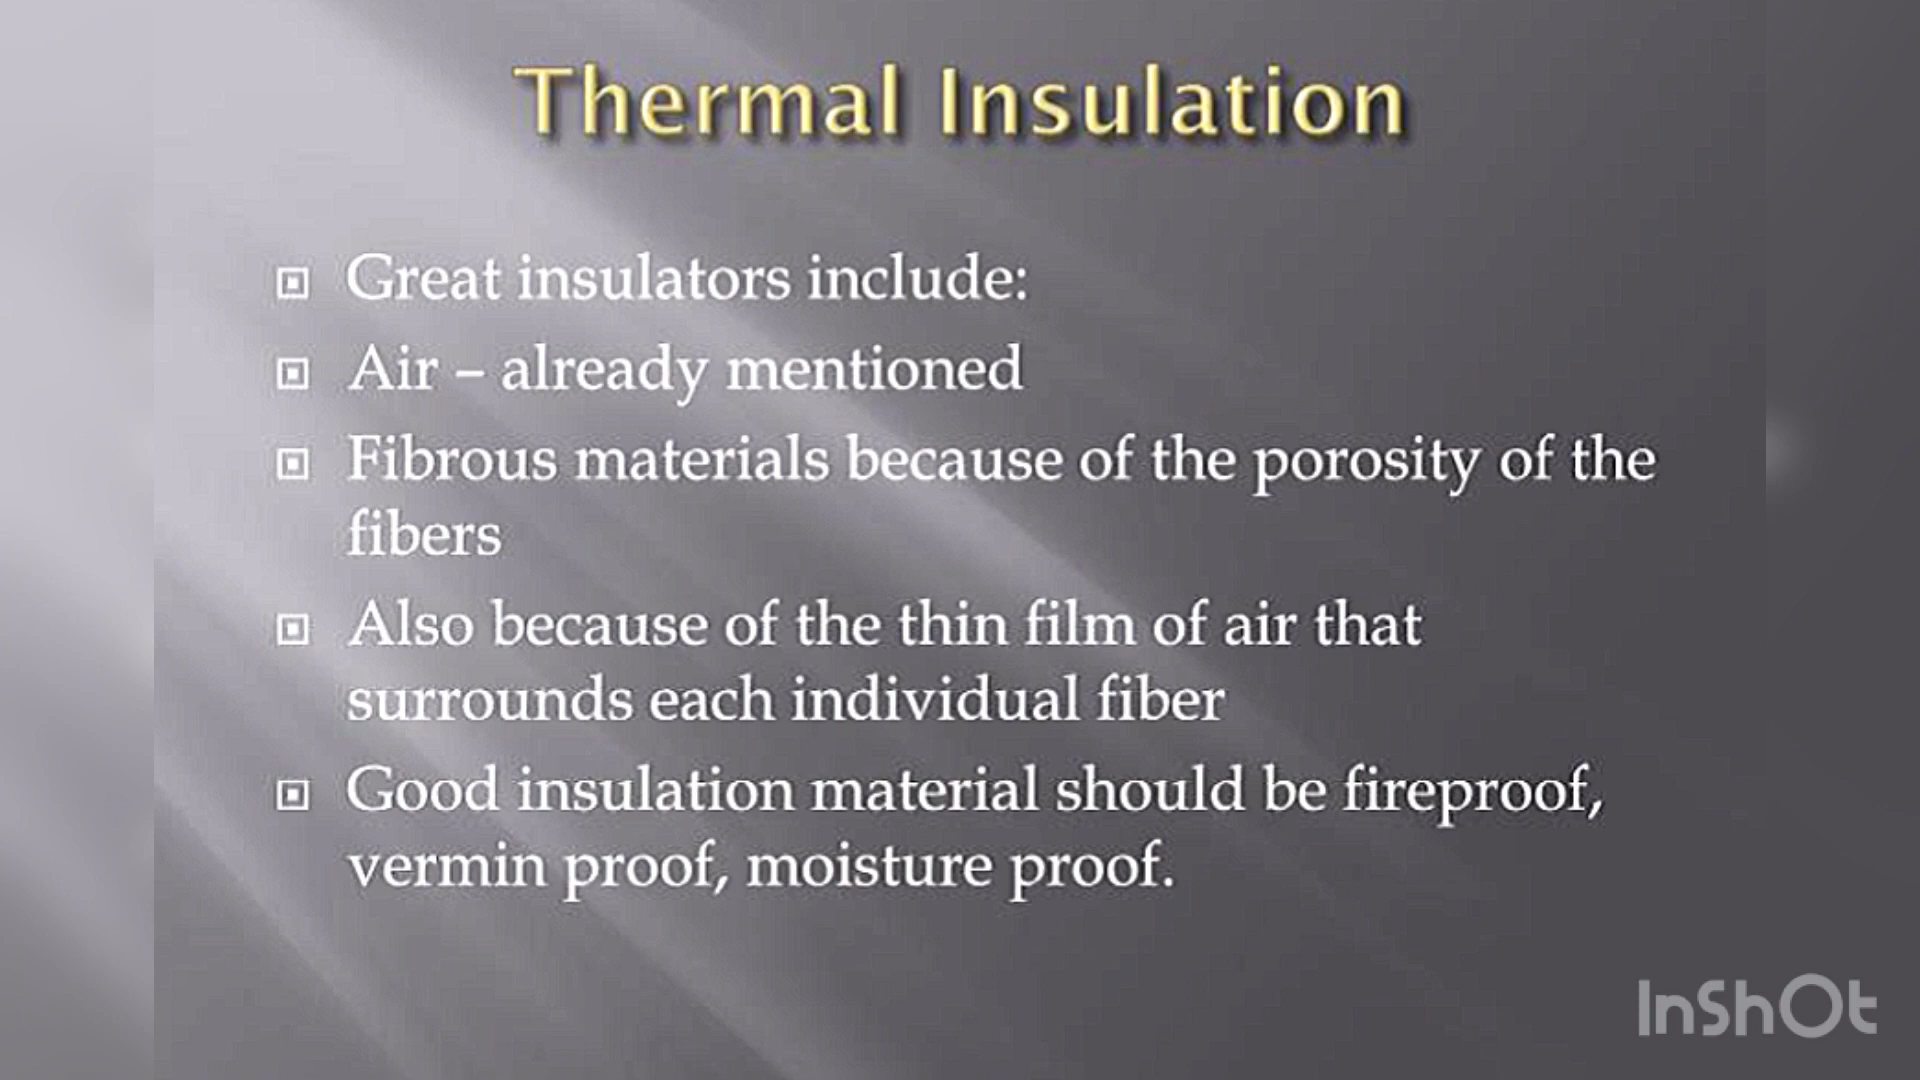 Thermal Insulation
Great insulators include:
Air – already mentioned
Fibrous materials because of the porosity of the
fibers
Also because of the thin film of air that
surrounds each individual fiber
Good insulation material should be fireproof,
vermin proof, moisture proof.
InShOt